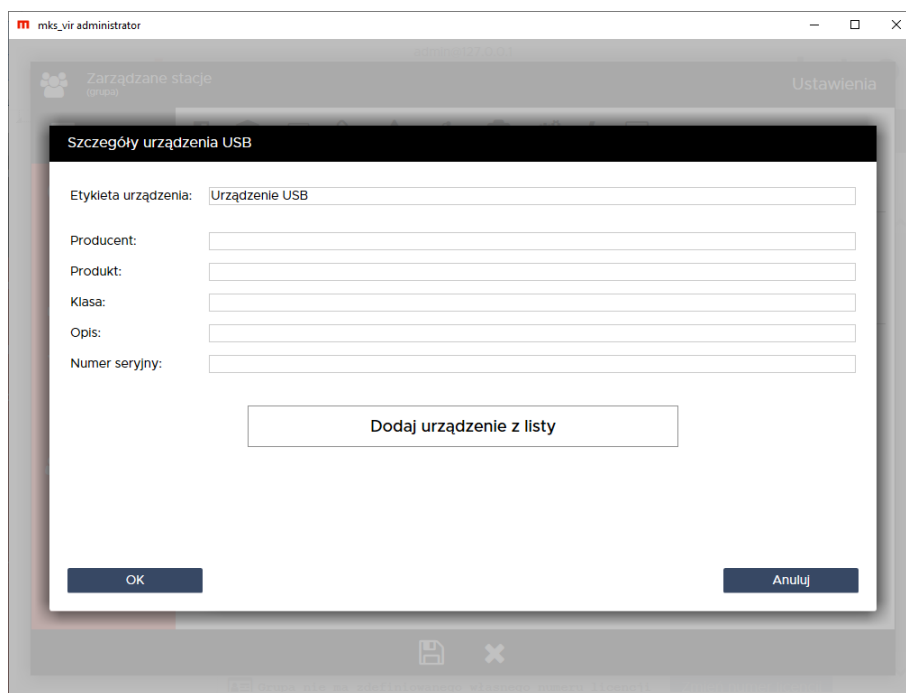 mks_vir administrator
Zarządzane stacje
(grupa)
Ustawienia
Szczegóły urządzenia USB
Etykieta urządzenia: Urządzenie USB
Producent:
Produkt:
Klasa:
Opis:
Numer seryjny:
Dodaj urządzenie z listy
OK Anuluj